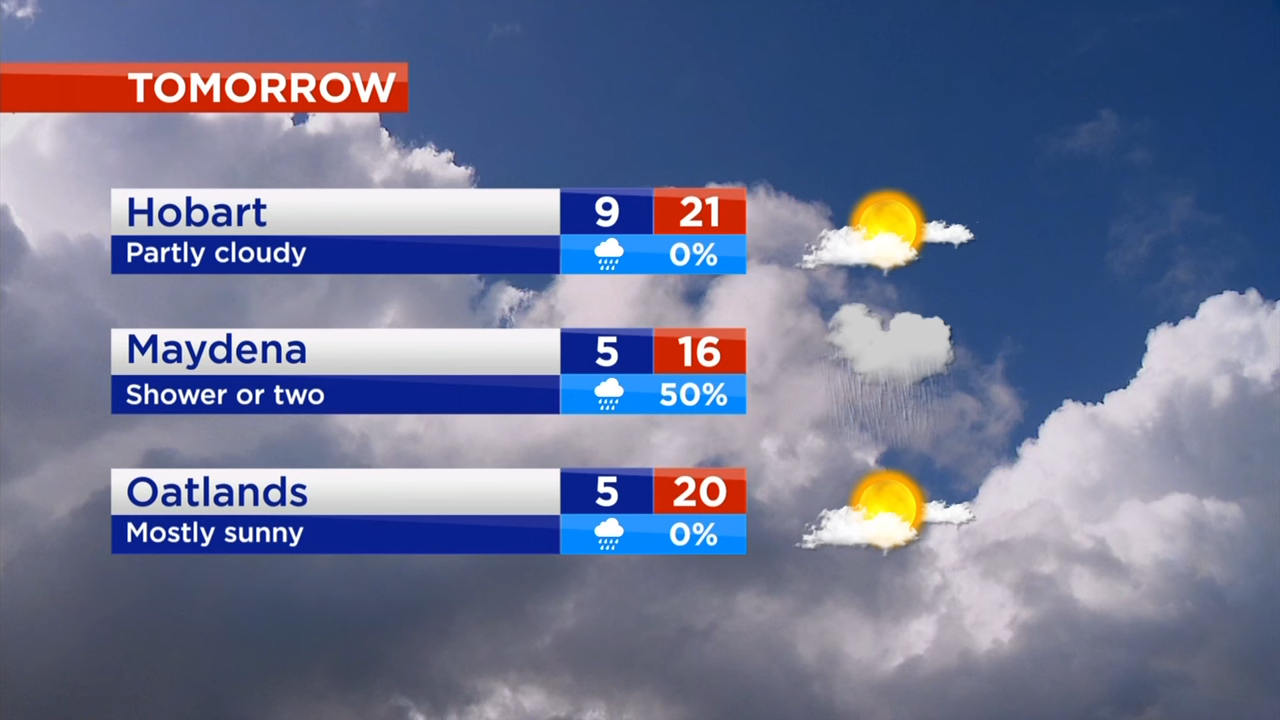 TOMORROW
Hobart 9 21
Partly cloudy 0%
Maydena 5 16
Shower or two 50%
Oatlands 5 20
Mostly sunny 0%